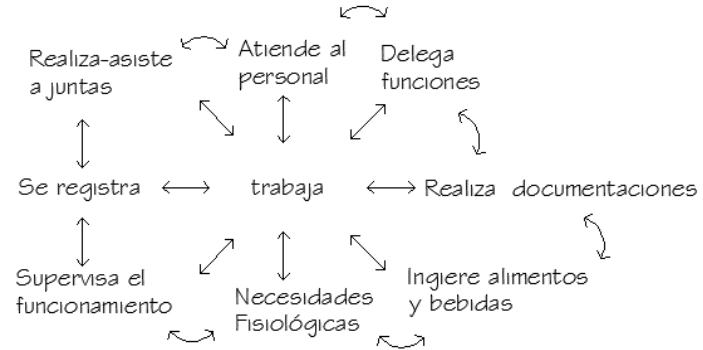 Realiza-asiste
a juntas
Atiende al
personal
Delega
funciones
Se registra
trabaja
Realiza documentaciones
Supervisa el
funcionamiento
Necesidades
Fisiológicas
Ingiere alimentos
y bebidas